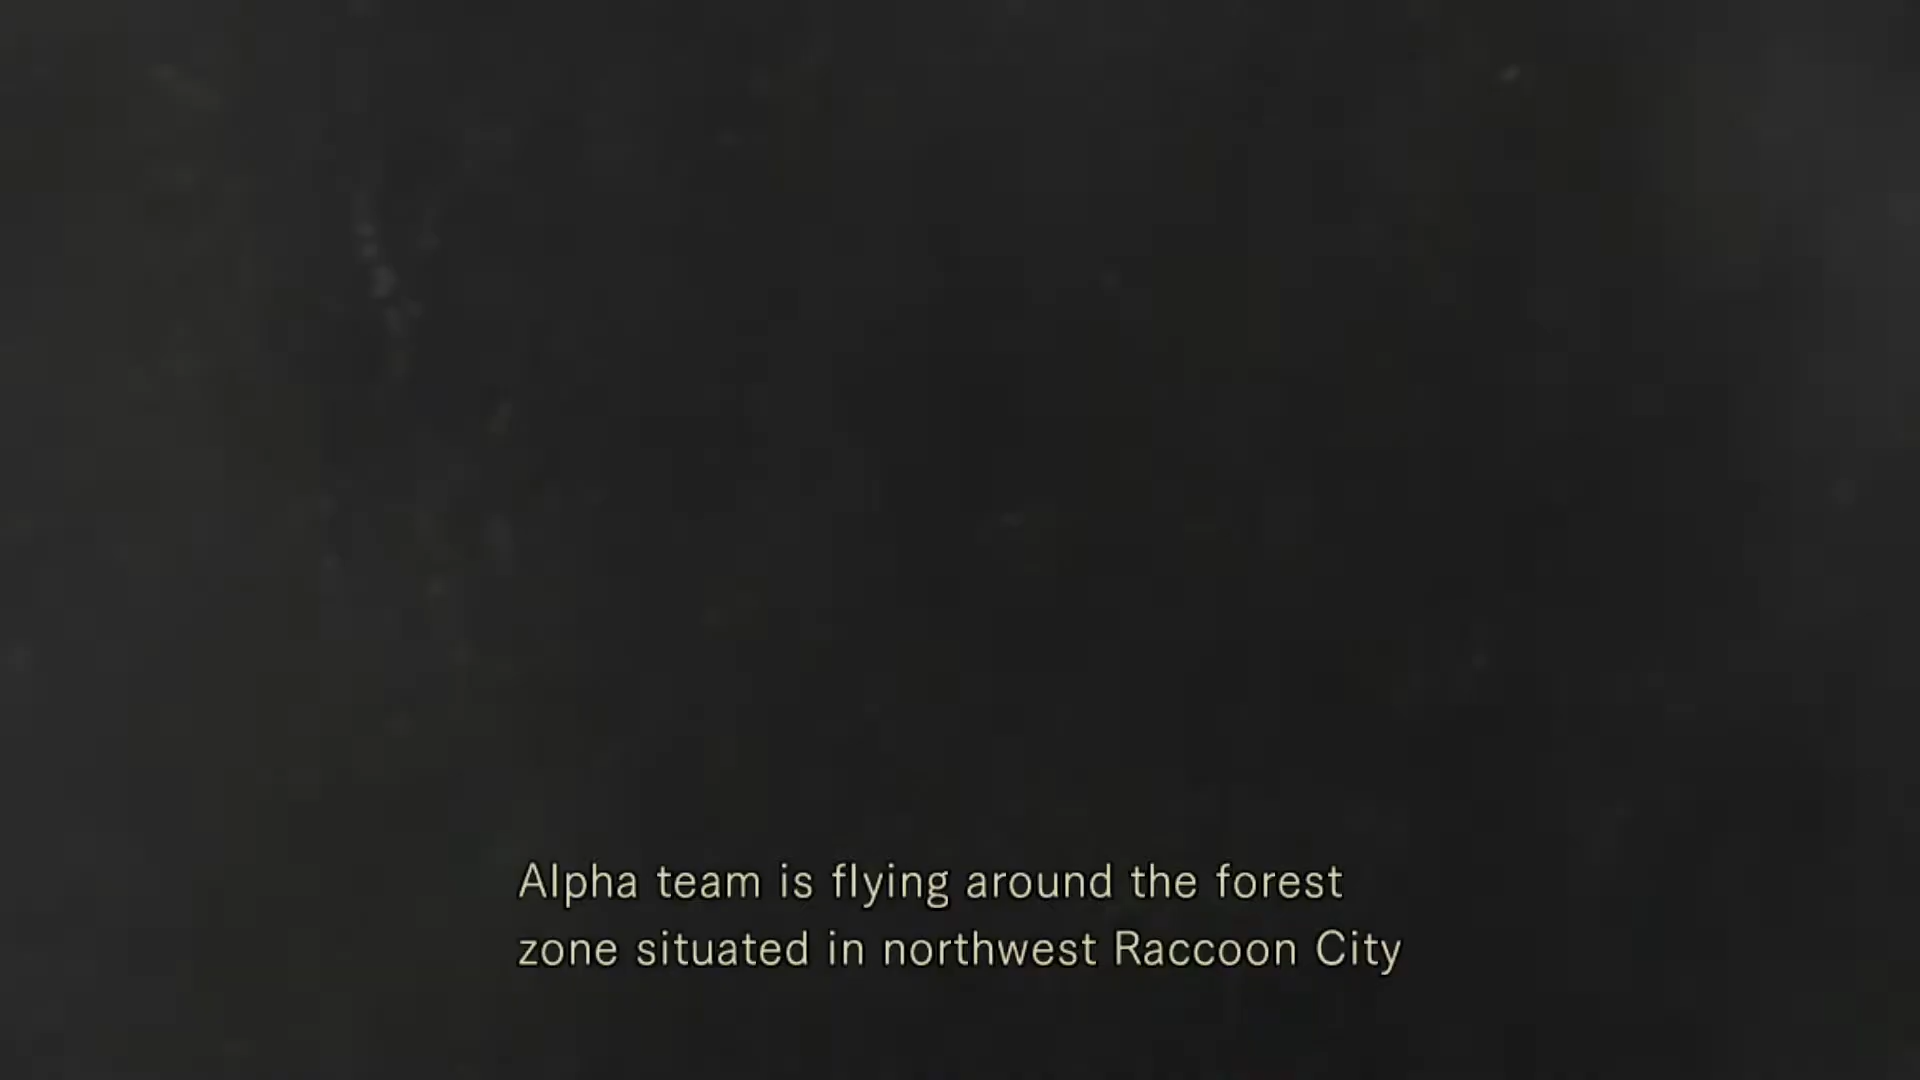 Alpha team is flying around the forest
zone situated in northwest Raccoon City